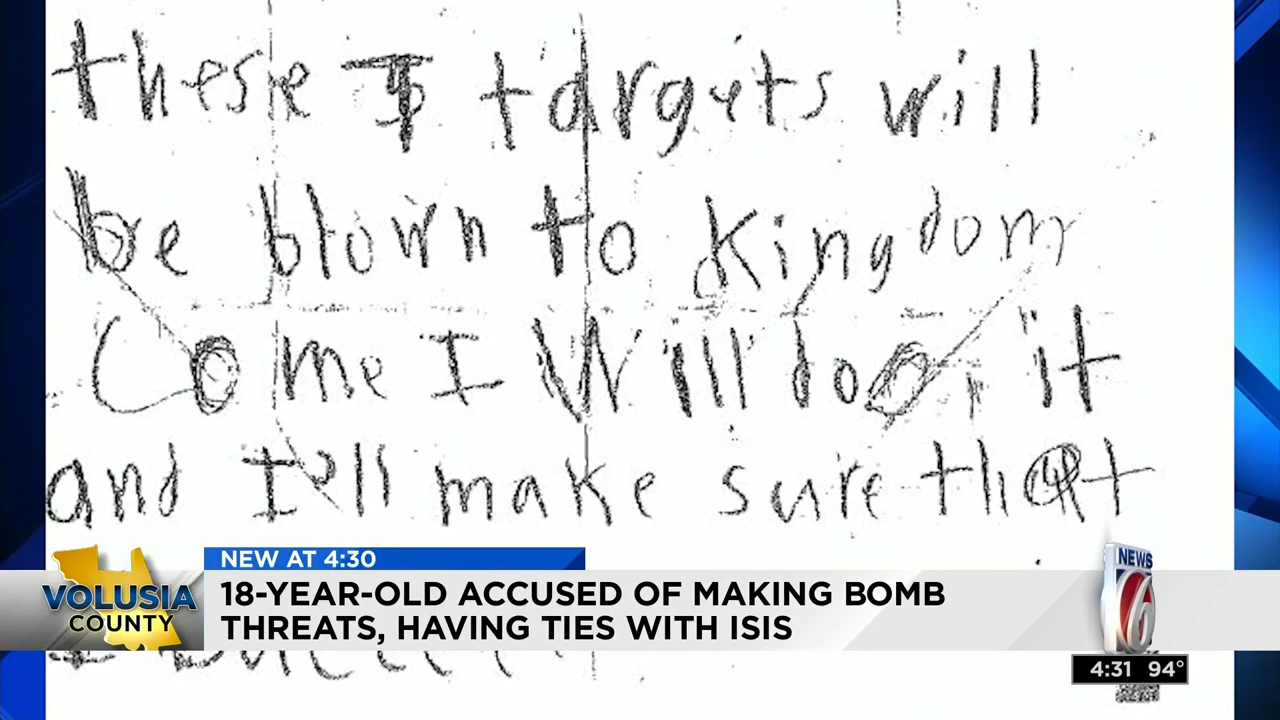 these 5 targets will
be blown to Kingdom
Come I Will do it
and I'll make sure that
NEW AT 4:30
VOLUSIA
COUNTY
18-YEAR-OLD ACCUSED OF MAKING BOMB
THREATS, HAVING TIES WITH ISIS
NEWS
6
4:31 94°